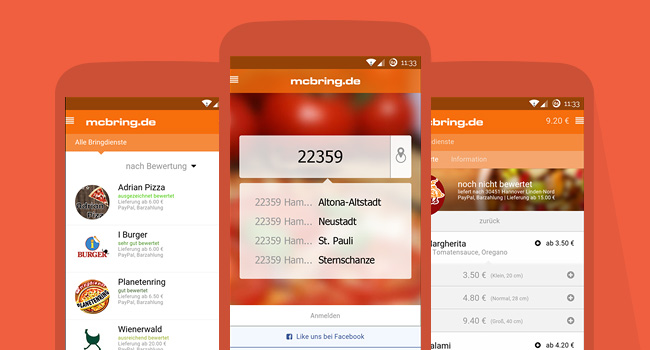 11:33
mcbring.de
Alle Bringdienste
nach Bewertung
Adrian Pizza
ausgezeichnet bewertet
Lieferung ab 6.00 €
PayPal, Barzahlung
I Burger
sehr gut bewertet
Lieferung ab 6.00 €
PayPal, Barzahlung
Planetenring
gut bewertet
Lieferung ab 6.50 €
PayPal, Barzahlung
Wienerwald
ausreichend bewertet
Lieferung ab 20.00 €
PayPal, Barzahlung
11:33
mcbring.de
22359
22359 Ham... Altona-Altstadt
22359 Ham... Neustadt
22359 Ham... St. Pauli
22359 Ham... Sternschanze
Anmelden
Like uns bei Facebook
11:33
mcbring.de 9.20 €
dienste
rte Information
noch nicht bewertet
liefert nach 30451 Hannover Linden-Nord
PayPal, Barzahlung | Lieferung ab 15.00 €
zurück
argherita ab 3.50 €
Tomatensauce, Oregano
3.50 € (Klein, 20 cm)
4.80 € (Normal, 28 cm)
9.40 € (Groß, 40 cm)
alami ab 4.20 €